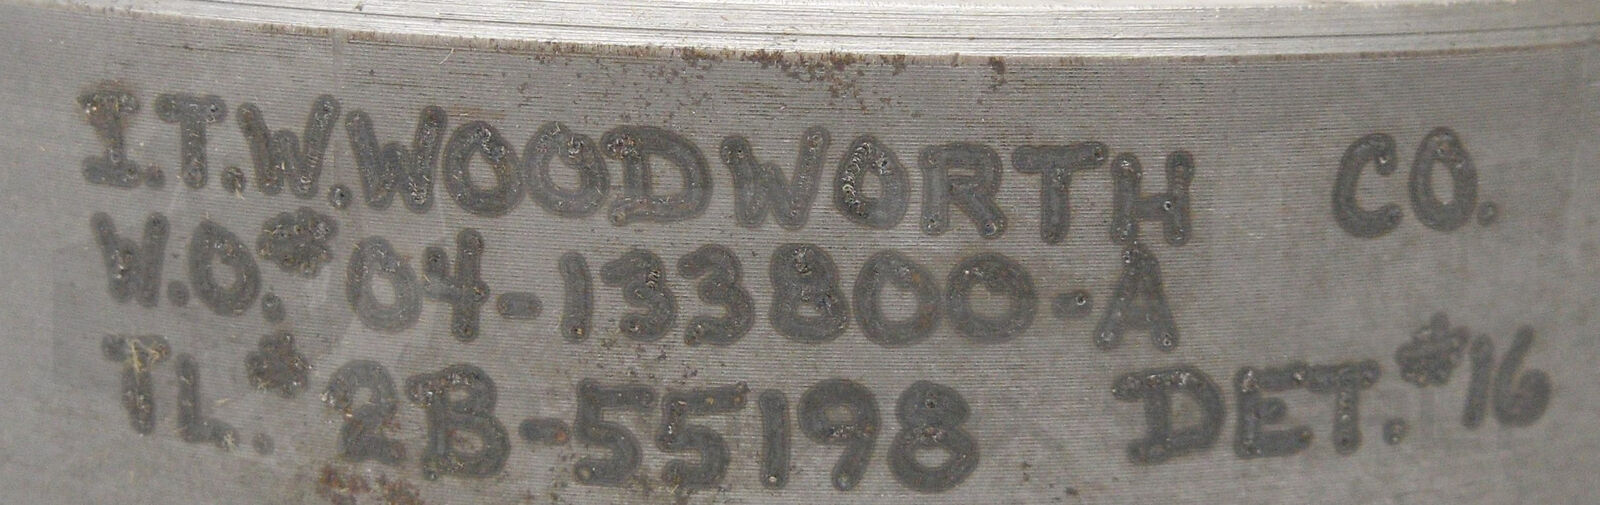 I.T.W.WOODWORTH CO.
W.O.# 04-133800-A
TL.# 2B-55198 DET.#16